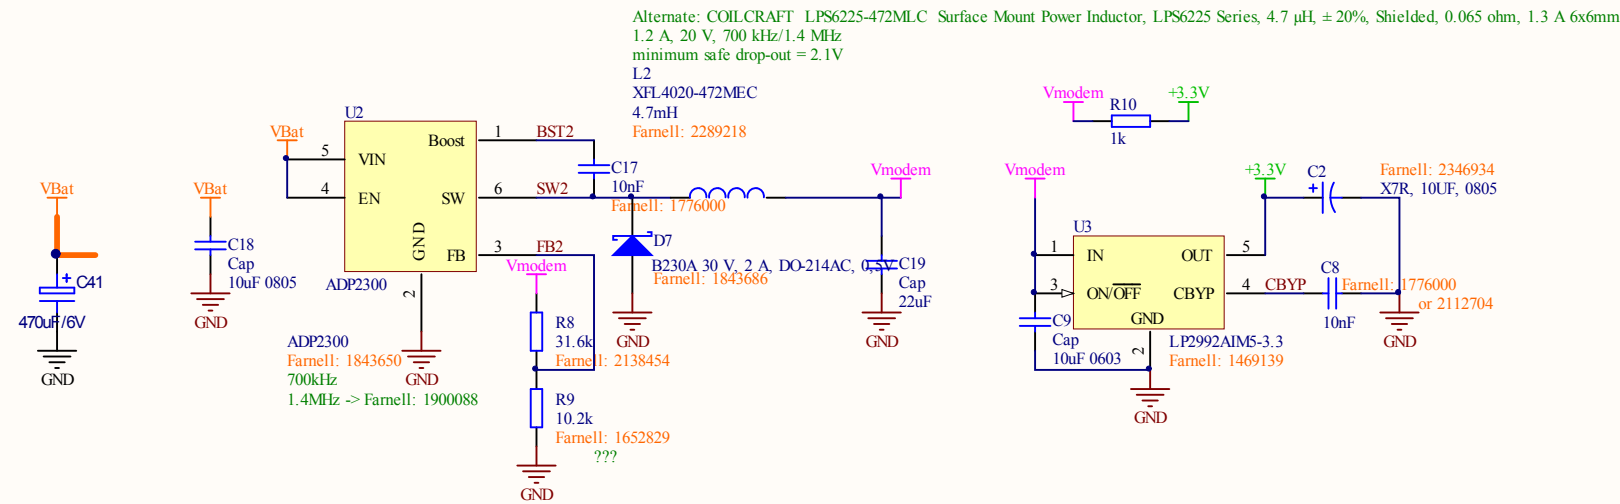 Alternate: COILCRAFT LPS6225-472MLC Surface Mount Power Inductor, LPS6225 Series, 4.7 µH, ± 20%, Shielded, 0.065 ohm, 1.3 A 6x6mm
1.2 A, 20 V, 700 kHz/1.4 MHz
minimum safe drop-out = 2.1V
L2
XFL4020-472MEC
4.7mH
Farnell: 2289218
VBat
C41
470uF/6V
GND
VBat
C18
Cap
10uF 0805
GND
VBat
U2
5
VIN
4
EN
Boost
1
BST2
SW
6
SW2
FB
3
FB2
GND
2
ADP2300
GND
ADP2300
Farnell: 1843650
700kHz
1.4MHz -> Farnell: 1900088
C17
10nF
Farnell: 1776000
Vmodem
R8
31.6k
Farnell: 2138454
R9
10.2k
Farnell: 1652829
???
GND
D7
B230A 30 V, 2 A, DO-214AC, 0,5V
Farnell: 1843686
GND
Vmodem
C19
Cap
22uF
GND
Vmodem
R10
1k
+3.3V
Vmodem
U3
1
IN
3
ON/OFF
OUT
5
CBYP
4
CBYP
GND
2
LP2992AIM5-3.3
Farnell: 1469139
C9
Cap
10uF 0603
GND
+3.3V
C2
Farnell: 2346934
X7R, 10UF, 0805
C8
10nF
Farnell: 1776000
or 2112704
GND